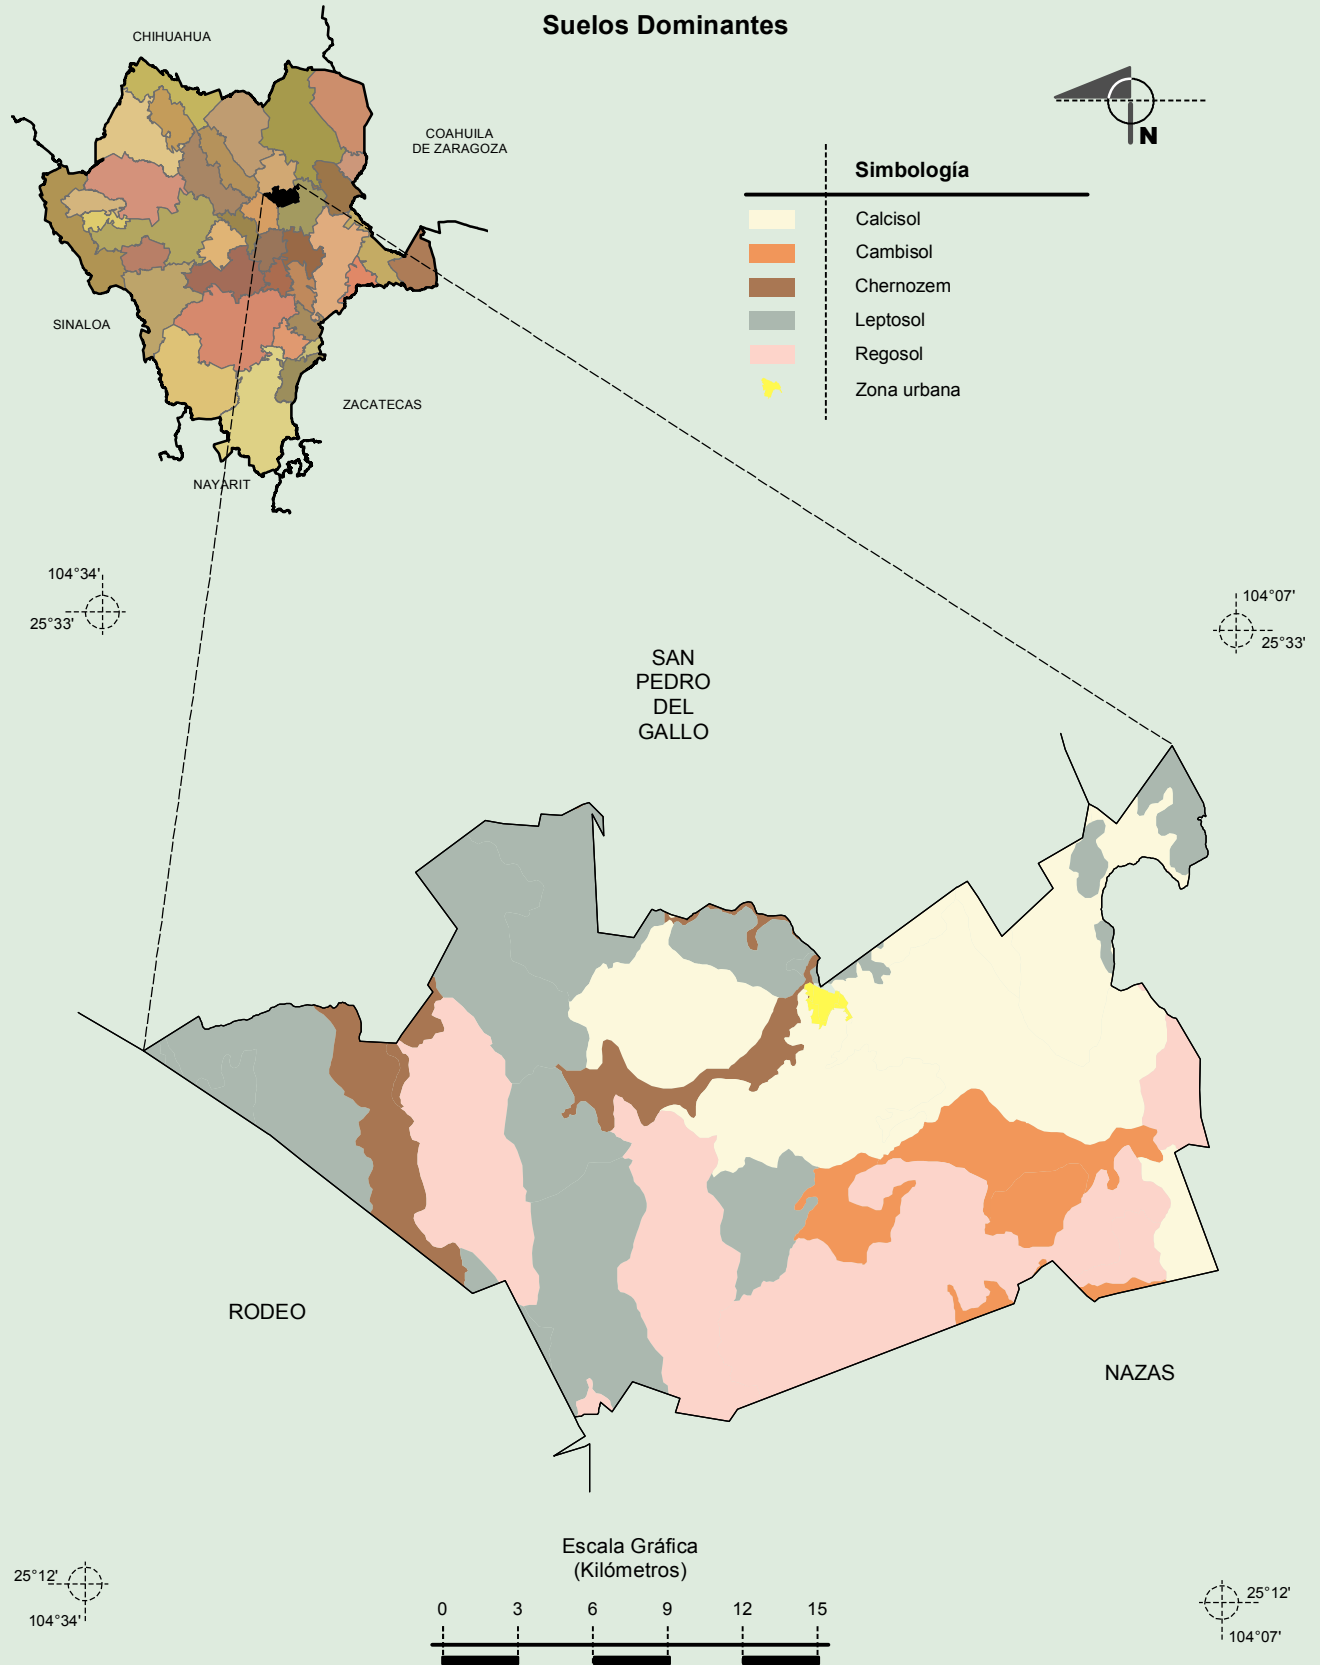 Suelos Dominantes
CHIHUAHUA
COAHUILA
DE ZARAGOZA
SINALOA
ZACATECAS
NAYARIT
N
Simbología
Calcisol
Cambisol
Chernozem
Leptosol
Regosol
Zona urbana
104°34'
25°33'
104°07'
25°33'
SAN
PEDRO
DEL
GALLO
RODEO
NAZAS
Escala Gráfica
(Kilómetros)
0 3 6 9 12 15
25°12'
104°34'
25°12'
104°07'